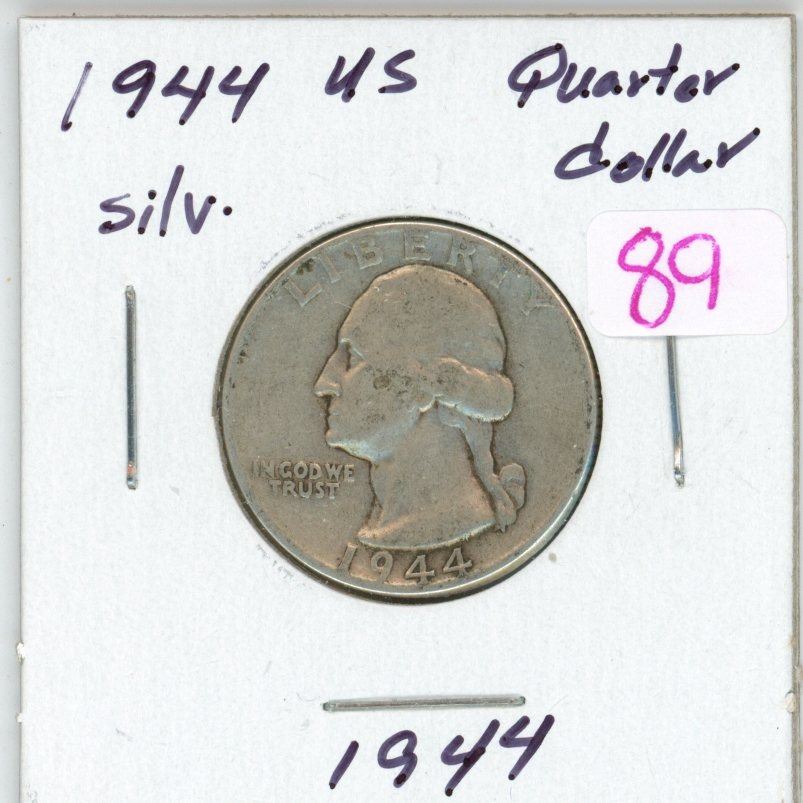 1944 US Quarter
silv. dollar
89
LIBERTY
IN GOD WE
TRUST
1944
1944